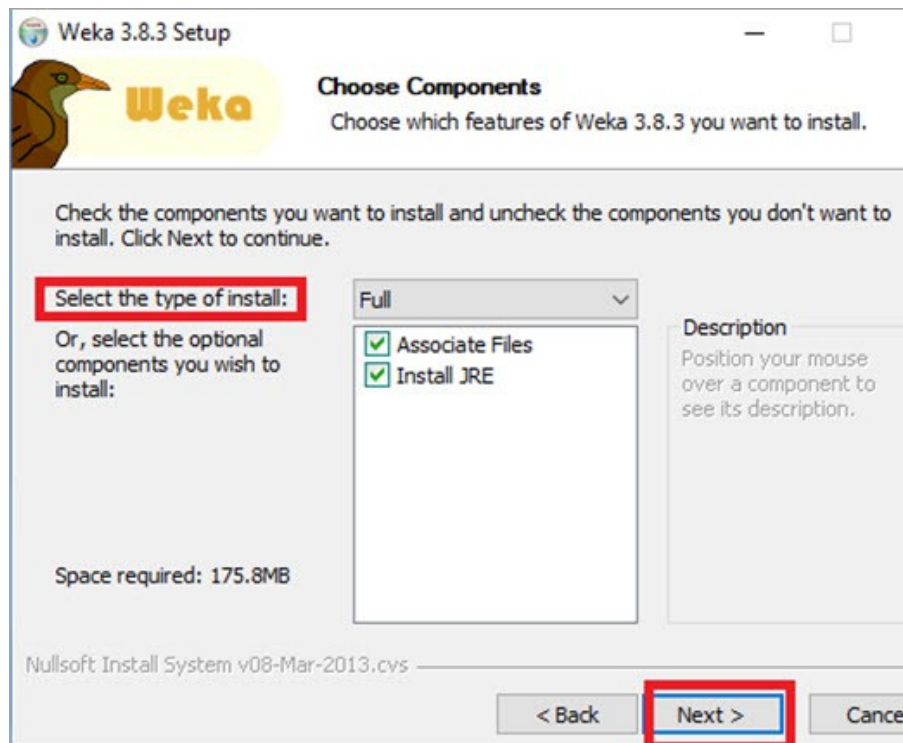 Weka 3.8.3 Setup
Weka
Choose Components
Choose which features of Weka 3.8.3 you want to install.
Check the components you want to install and uncheck the components you don't want to
install. Click Next to continue.
Select the type of install:
Full
Or, select the optional
components you wish to
install:
Associate Files
Install JRE
Description
Position your mouse
over a component to
see its description.
Space required: 175.8MB
Nullsoft Install System v08-Mar-2013.cvs
< Back
Next >
Cance